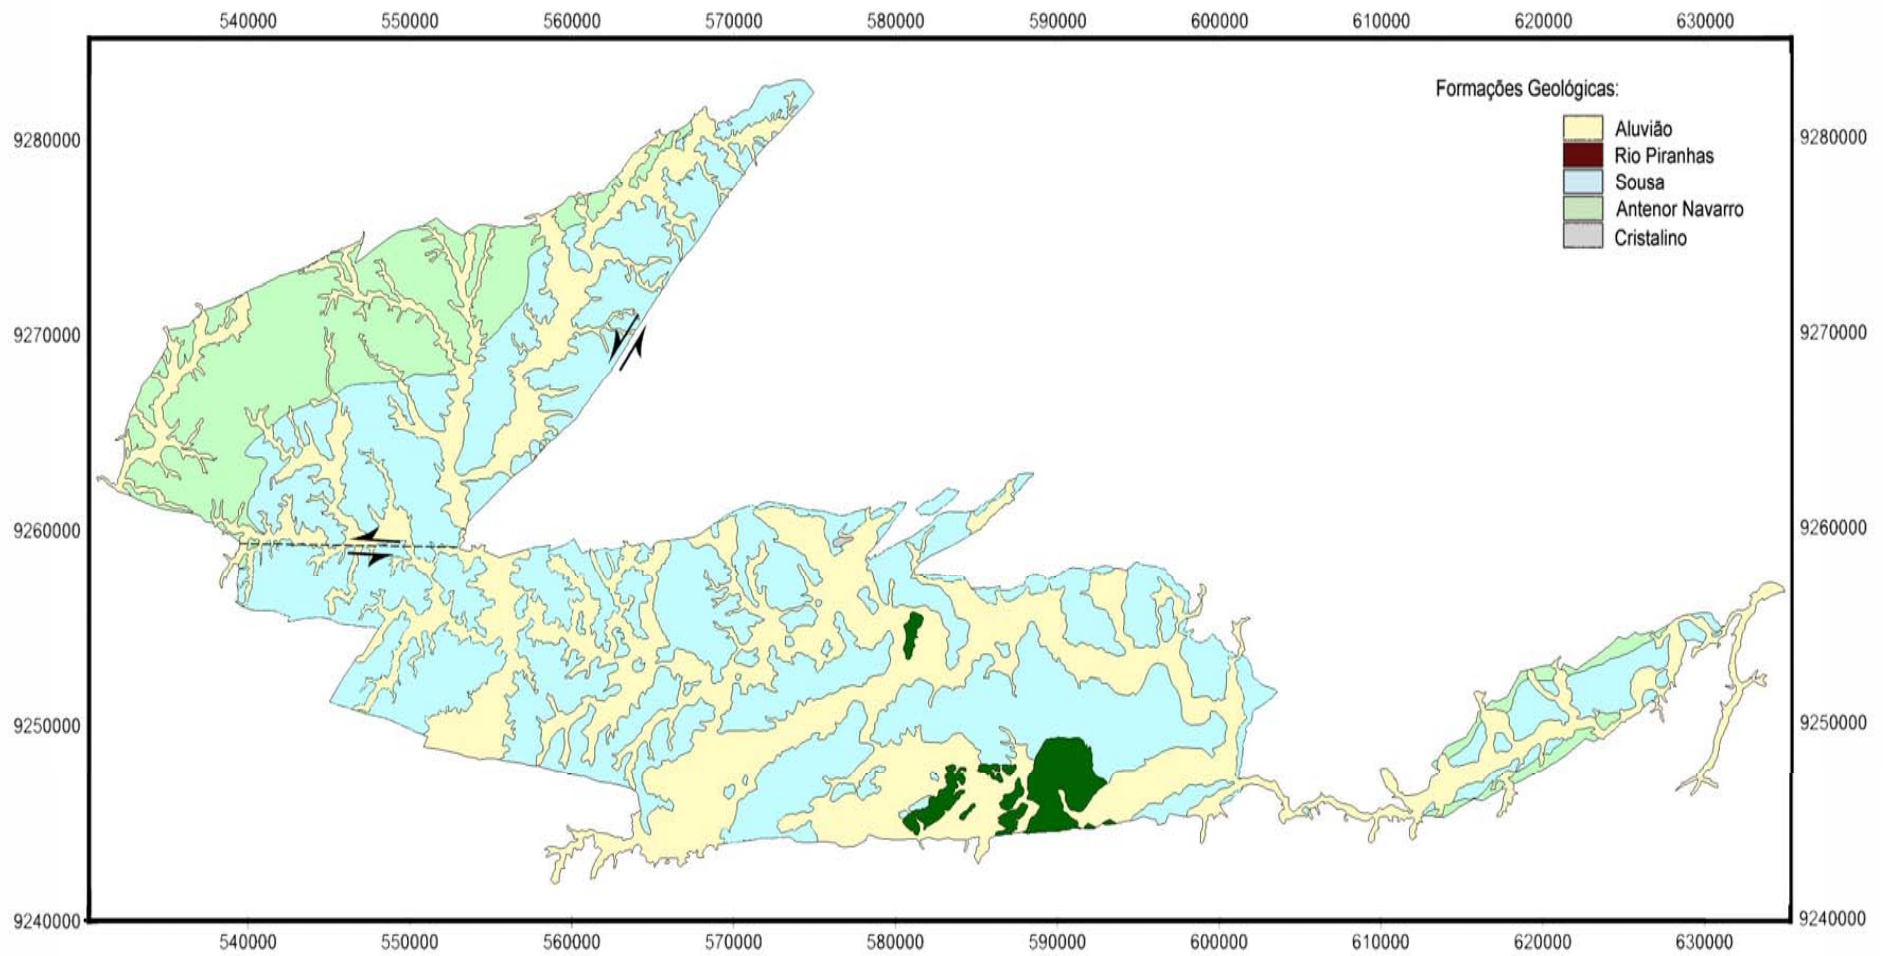 540000 550000 560000 570000 580000 590000 600000 610000 620000 630000
Formações Geológicas:
Aluvião
Rio Piranhas
Sousa
Antenor Navarro
Cristalino
9280000 9280000
9270000 9270000
9260000 9260000
9250000 9250000
9240000 9240000
540000 550000 560000 570000 580000 590000 600000 610000 620000 630000